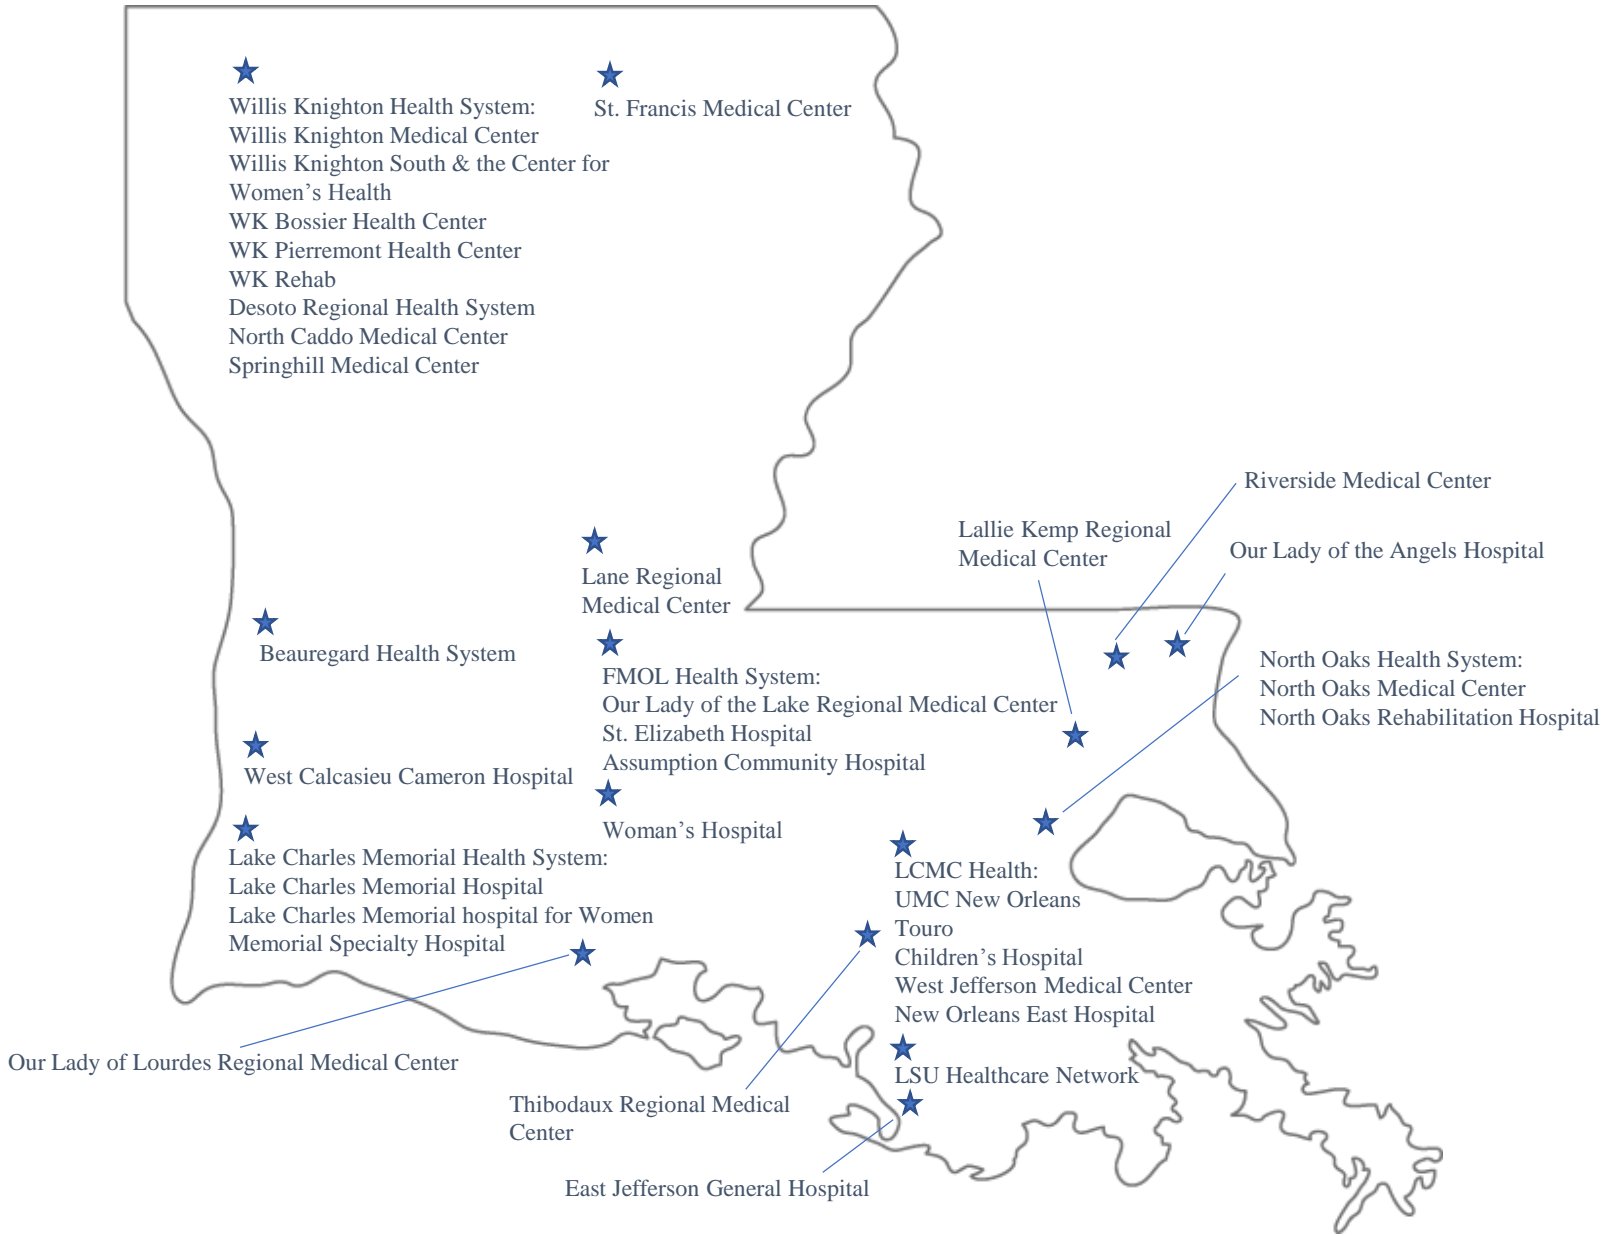 Willis Knighton Health System:
Willis Knighton Medical Center
Willis Knighton South & the Center for
Women’s Health
WK Bossier Health Center
WK Pierremont Health Center
WK Rehab
Desoto Regional Health System
North Caddo Medical Center
Springhill Medical Center
St. Francis Medical Center
Riverside Medical Center
Lallie Kemp Regional
Medical Center
Our Lady of the Angels Hospital
Lane Regional
Medical Center
Beauregard Health System
FMOL Health System:
Our Lady of the Lake Regional Medical Center
St. Elizabeth Hospital
Assumption Community Hospital
North Oaks Health System:
North Oaks Medical Center
North Oaks Rehabilitation Hospital
West Calcasieu Cameron Hospital
Woman’s Hospital
Lake Charles Memorial Health System:
Lake Charles Memorial Hospital
Lake Charles Memorial hospital for Women
Memorial Specialty Hospital
LCMC Health:
UMC New Orleans
Touro
Children’s Hospital
West Jefferson Medical Center
New Orleans East Hospital
Our Lady of Lourdes Regional Medical Center
LSU Healthcare Network
Thibodaux Regional Medical
Center
East Jefferson General Hospital